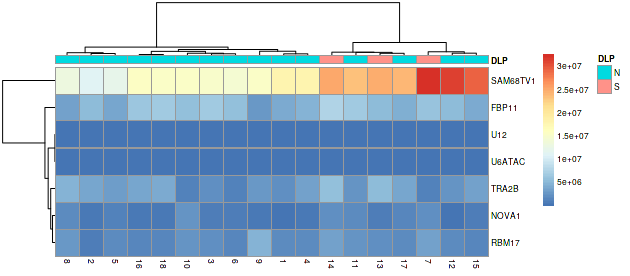 DLP
SAM68TV1
FBP11
U12
U6ATAC
TRA2B
NOVA1
RBM17
8 2 5 16 18 10 3 6 9 1 4 14 11 13 17 7 12 15
3e+07
2.5e+07
2e+07
1.5e+07
1e+07
5e+06
DLP
N
S